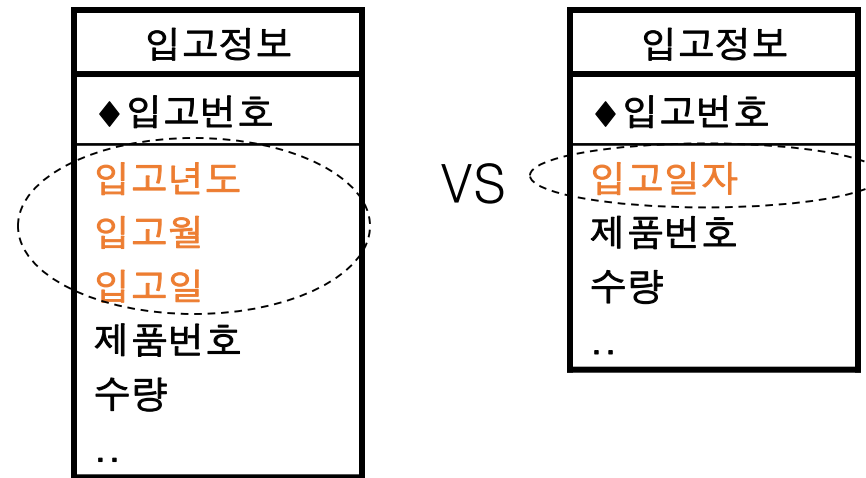 입고정보
♦입고번호
입고년도
입고월
입고일
제품번호
수량
..
VS
입고정보
♦입고번호
입고일자
제품번호
수량
..